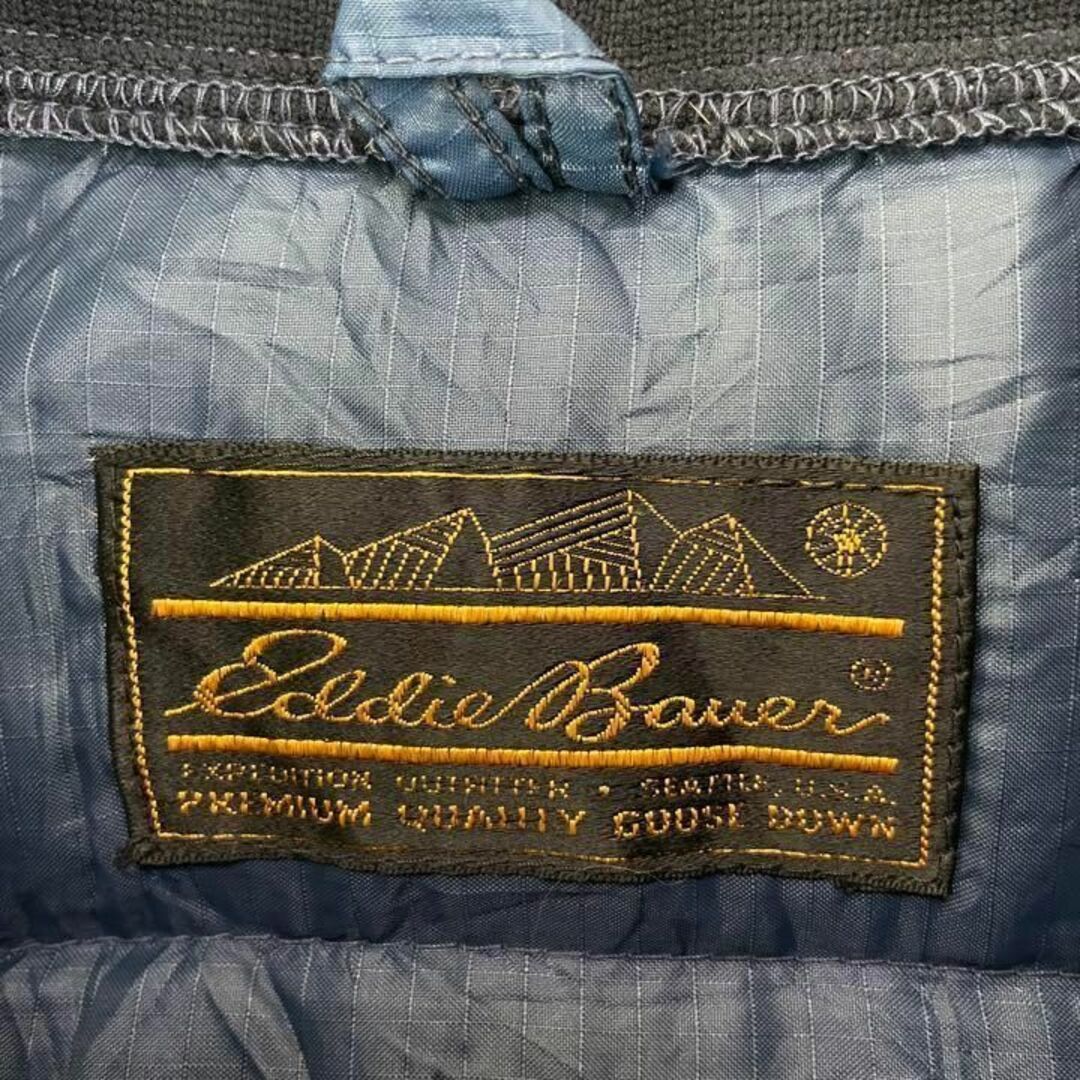 Eddie Bauer ®
EXPEDITION OUTFITTER • SEATTLE, U.S.A.
PREMIUM QUALITY GOOSE DOWN